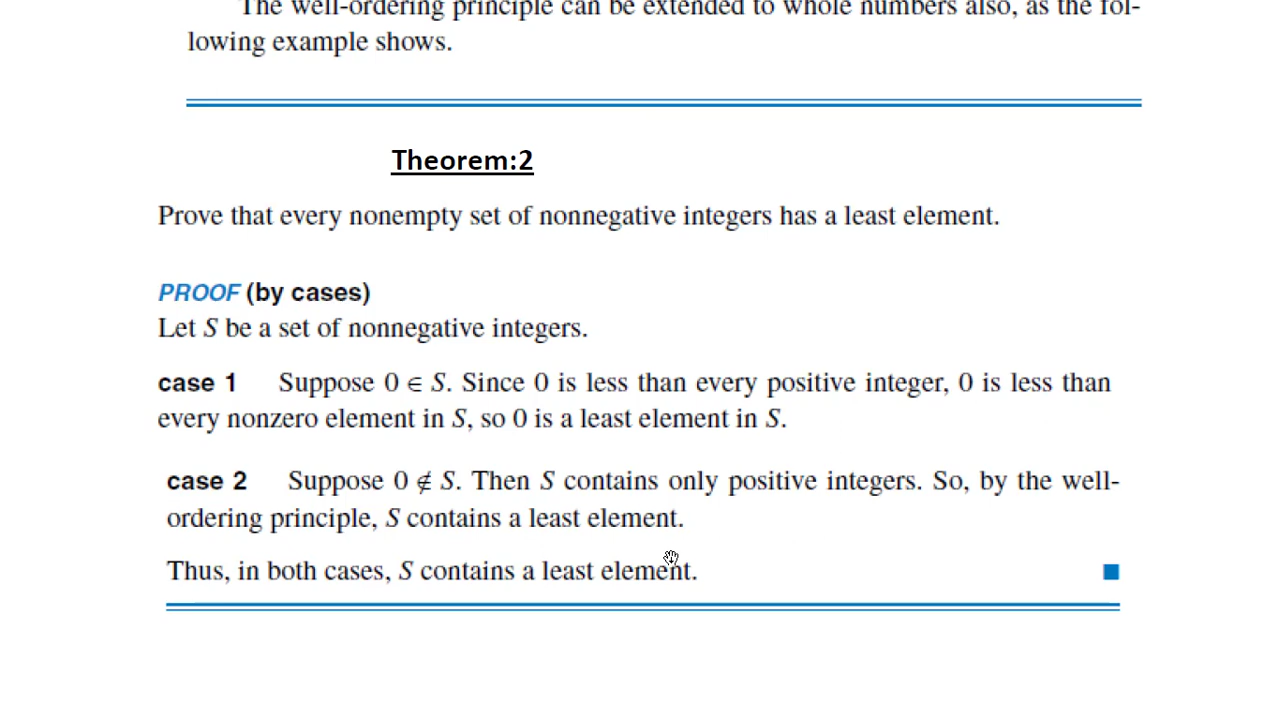 The well-ordering principle can be extended to whole numbers also, as the fol-
lowing example shows.
Theorem:2
Prove that every nonempty set of nonnegative integers has a least element.
PROOF (by cases)
Let S be a set of nonnegative integers.
case 1 Suppose 0 ∈ S. Since 0 is less than every positive integer, 0 is less than
every nonzero element in S, so 0 is a least element in S.
case 2 Suppose 0 ∉ S. Then S contains only positive integers. So, by the well-
ordering principle, S contains a least element.
Thus, in both cases, S contains a least element.